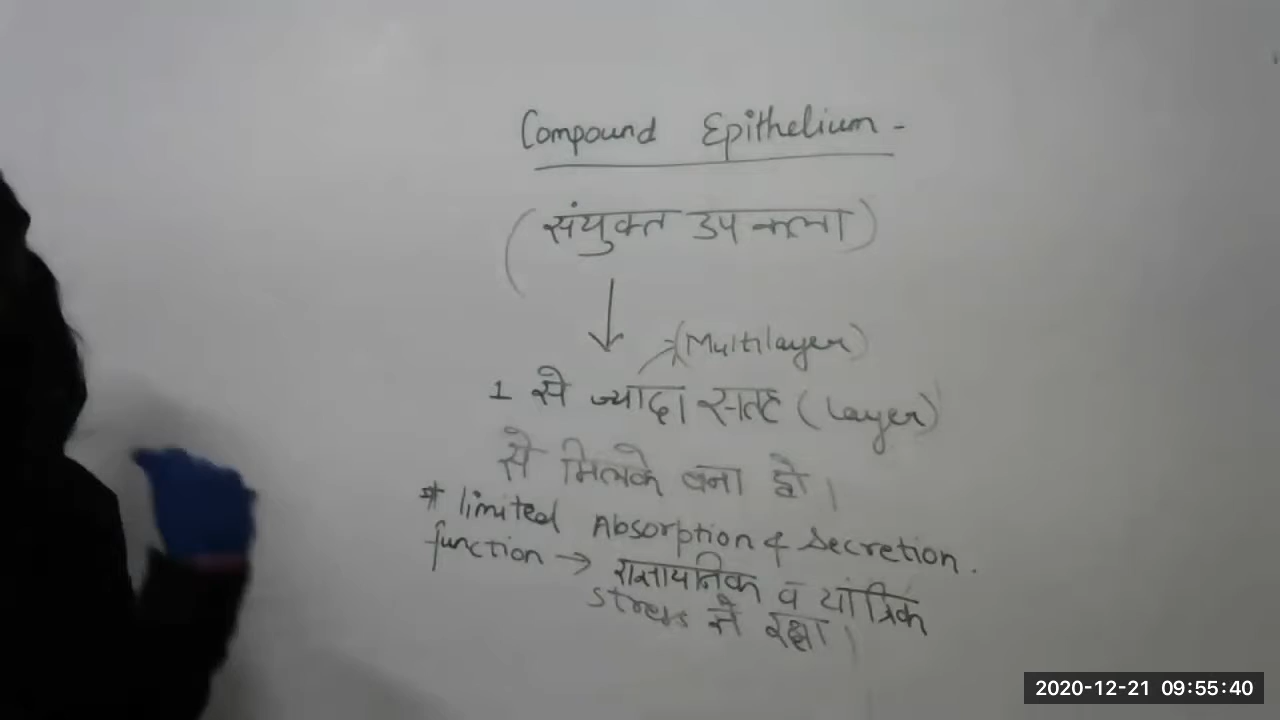 Compound Epithelium -
(संयुक्त उपकला)
(Multilayer)
1 से ज्यादा सतह (layer)
से मिलके बना हो।
* limited Absorption & Secretion.
function → रासायनिक व यांत्रिक
stress से रक्षा।
2020-12-21 09:55:40